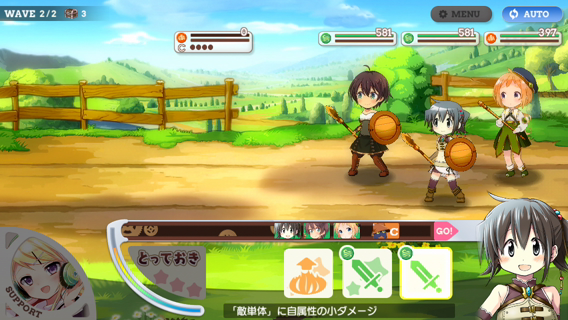 WAVE 2/2 3
MENU
AUTO
0
C
581
581
397
C GO!
とっておき
SUPPORT
「敵単体」に自属性の小ダメージ